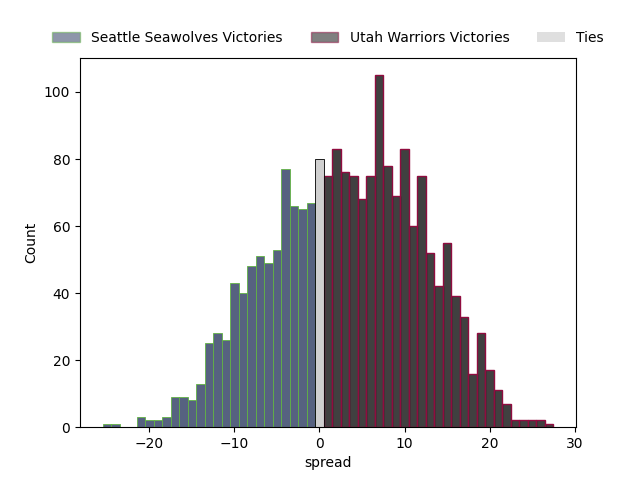 Seattle Seawolves Victories Utah Warriors Victories Ties
100
80
60
40
20
0
Count
−20 −10 0 10 20 30
spread